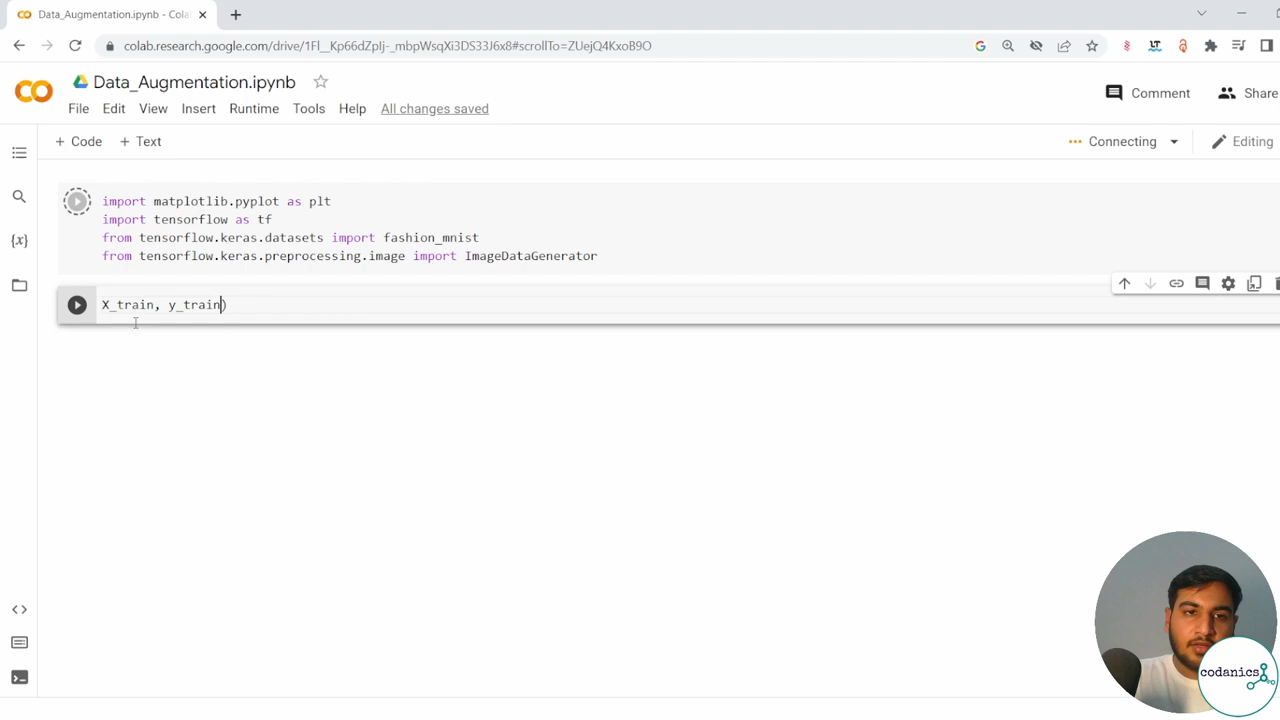 Data_Augmentation.ipynb - Cola
colab.research.google.com/drive/1Fl__Kp66dZpIj-_mbpWsqXi3DS33J6x8#scrollTo=ZUejQ4KxoB9O
Data_Augmentation.ipynb
File Edit View Insert Runtime Tools Help All changes saved
Comment Share
+ Code + Text
Connecting Editing
import matplotlib.pyplot as plt
import tensorflow as tf
from tensorflow.keras.datasets import fashion_mnist
from tensorflow.keras.preprocessing.image import ImageDataGenerator
X_train, y_train)
codanics